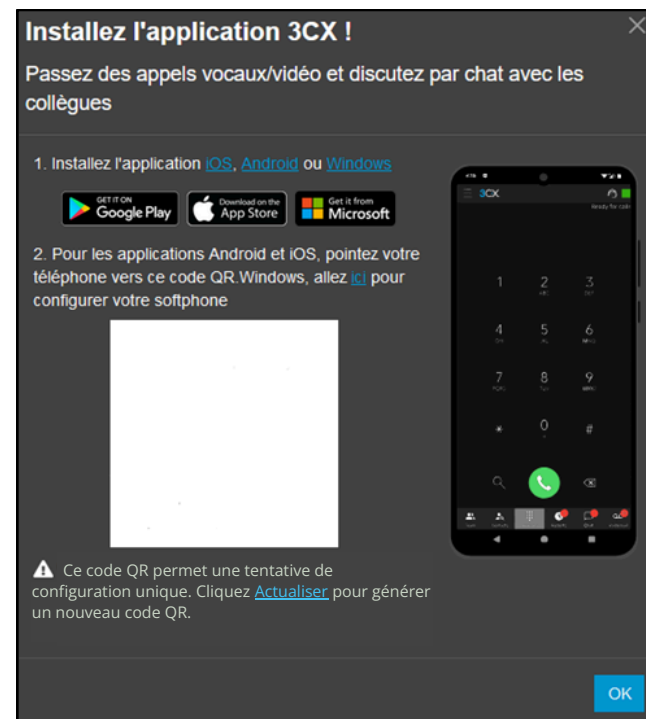 Installez l'application 3CX !
Passez des appels vocaux/vidéo et discutez par chat avec les
collègues
1. Installez l'application iOS, Android ou Windows
GET IT ON
Google Play
Download on the
App Store
Get it from
Microsoft
2. Pour les applications Android et iOS, pointez votre
téléphone vers ce code QR.Windows, allez ici pour
configurer votre softphone
Ce code QR permet une tentative de
configuration unique. Cliquez Actualiser pour générer
un nouveau code QR.
3CX
Ready for calls
1 2 3
ABC
4 5 6
7 8 9
* 0 #
OK